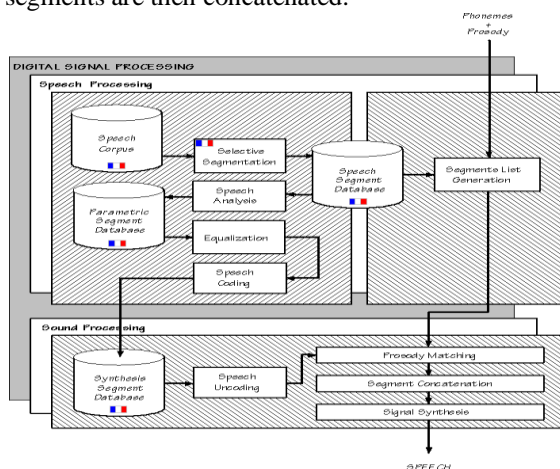 segments are then concatenated.
Phonemes
+
Prosody
DIGITAL SIGNAL PROCESSING
Speech Processing
Speech
Corpus
Selective
Segmentation
Speech
Segment
Database
Segments List
Generation
Speech
Analysis
Parametric
Segment
Database
Equalization
Speech
Coding
Sound Processing
Synthesis
Segment
Database
Speech
Uncoding
Prosody Matching
Segment Concatenation
Signal Synthesis
SPEECH